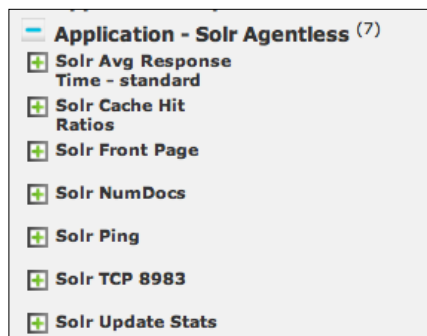 Application - Solr Agentless (7)
Solr Avg Response
Time - standard
Solr Cache Hit
Ratios
Solr Front Page
Solr NumDocs
Solr Ping
Solr TCP 8983
Solr Update Stats